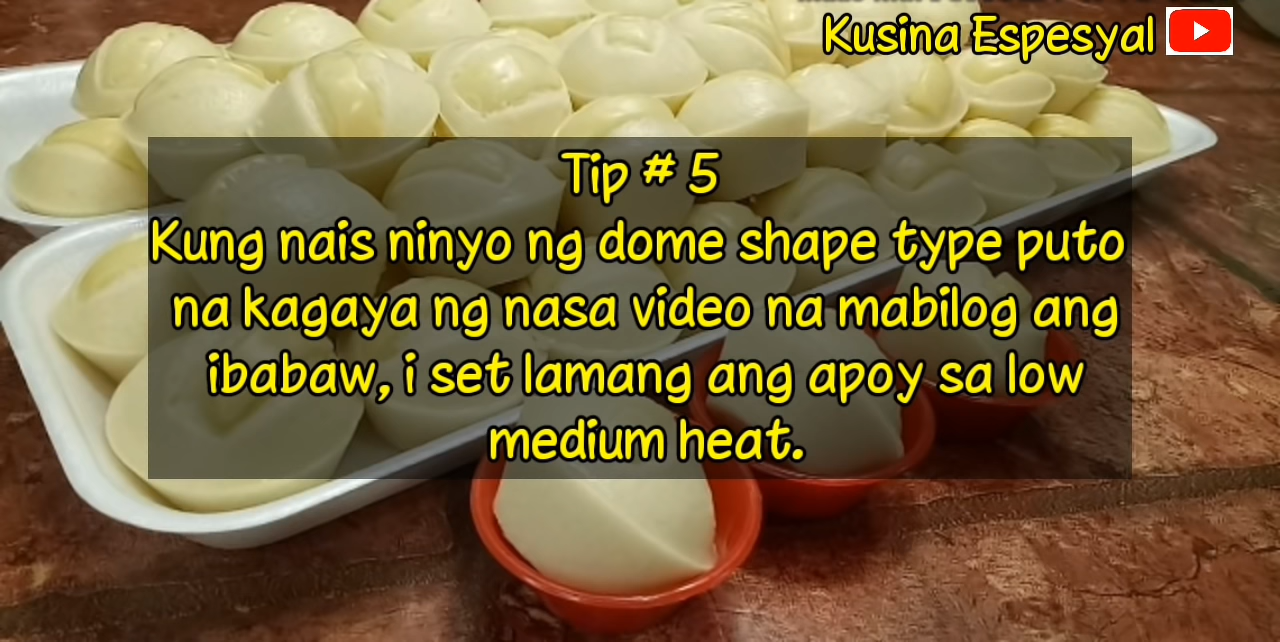 Kusina Espesyal
Tip # 5
Kung nais ninyo ng dome shape type puto
na kagaya ng nasa video na mabilog ang
ibabaw, i set lamang ang apoy sa low
medium heat.